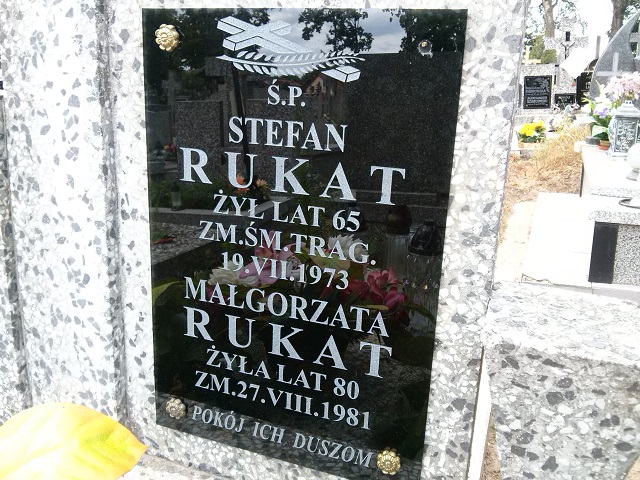 Ś.P.
STEFAN
RUKAT
ŻYŁ LAT 65
ZM.ŚM.TRAG.
19.VII.1973
MAŁGORZATA
RUKAT
ŻYŁA LAT 80
ZM.27.VIII.1981
POKÓJ ICH DUSZOM